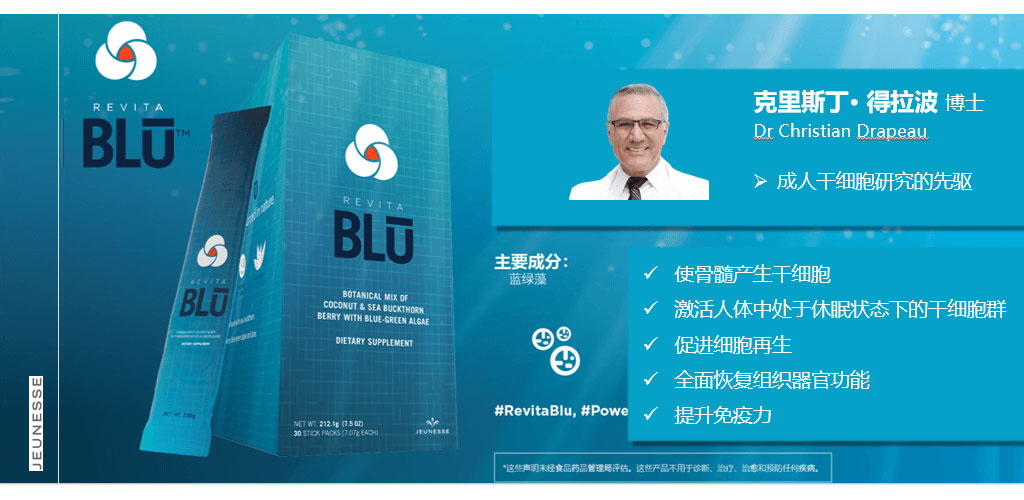 REVITA
BLŪ™
REVITA
BLŪ
BOTANICAL MIX OF
COCONUT & SEA BUCKTHORN
BERRY WITH BLUE-GREEN ALGAE
DIETARY SUPPLEMENT
NET WT. 212.1g (7.5 OZ)
30 STICK PACKS (7.07g EACH)
JEUNESSE
REVITA
BLŪ
DIETARY SUPPLEMENT
JEUNESSE
克里斯丁·得拉波 博士
Dr Christian Drapeau
➢ 成人干细胞研究的先驱
主要成分：
蓝绿藻
✓ 使骨髓产生干细胞
✓ 激活人体中处于休眠状态下的干细胞群
✓ 促进细胞再生
✓ 全面恢复组织器官功能
✓ 提升免疫力
#RevitaBlu, #Powe
*这些声明未经食品药品管理局评估。这些产品不用于诊断、治疗、治愈和预防任何疾病。